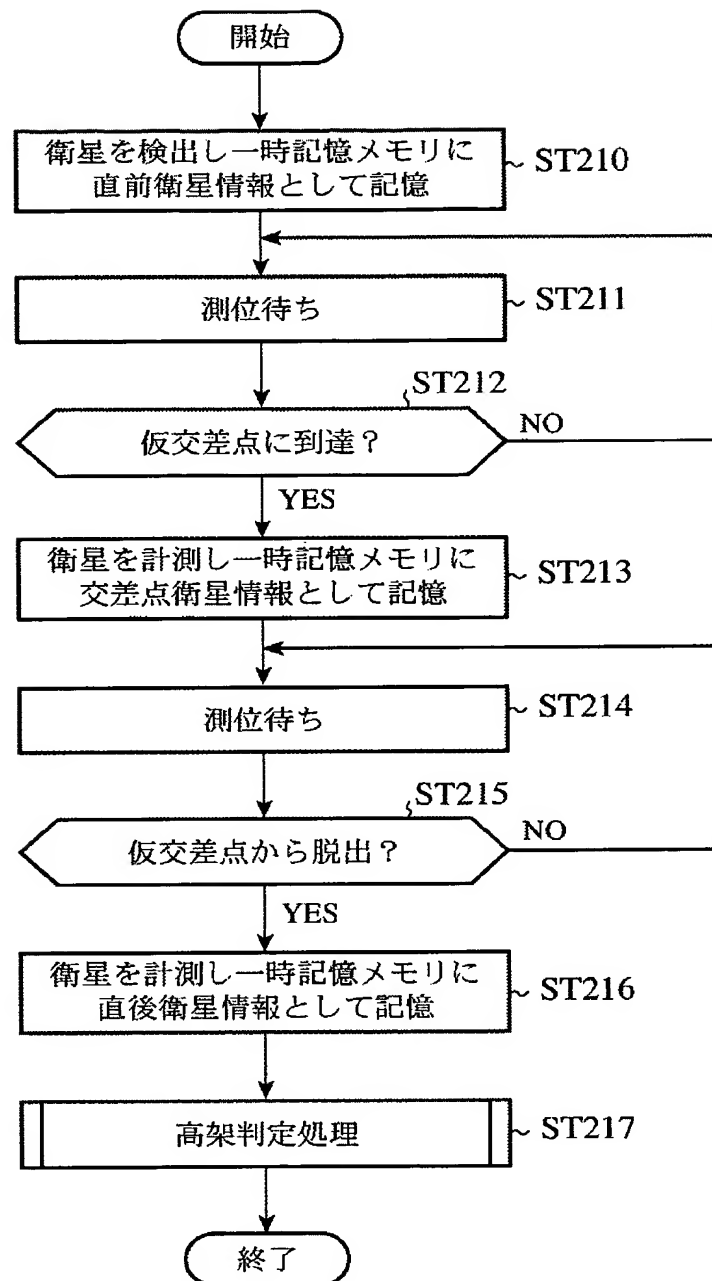 開始
衛星を検出し一時記憶メモリに
直前衛星情報として記憶
ST210
測位待ち
ST211
ST212
仮交差点に到達？
NO
YES
衛星を計測し一時記憶メモリに
交差点衛星情報として記憶
ST213
測位待ち
ST214
ST215
仮交差点から脱出？
NO
YES
衛星を計測し一時記憶メモリに
直後衛星情報として記憶
ST216
高架判定処理
ST217
終了